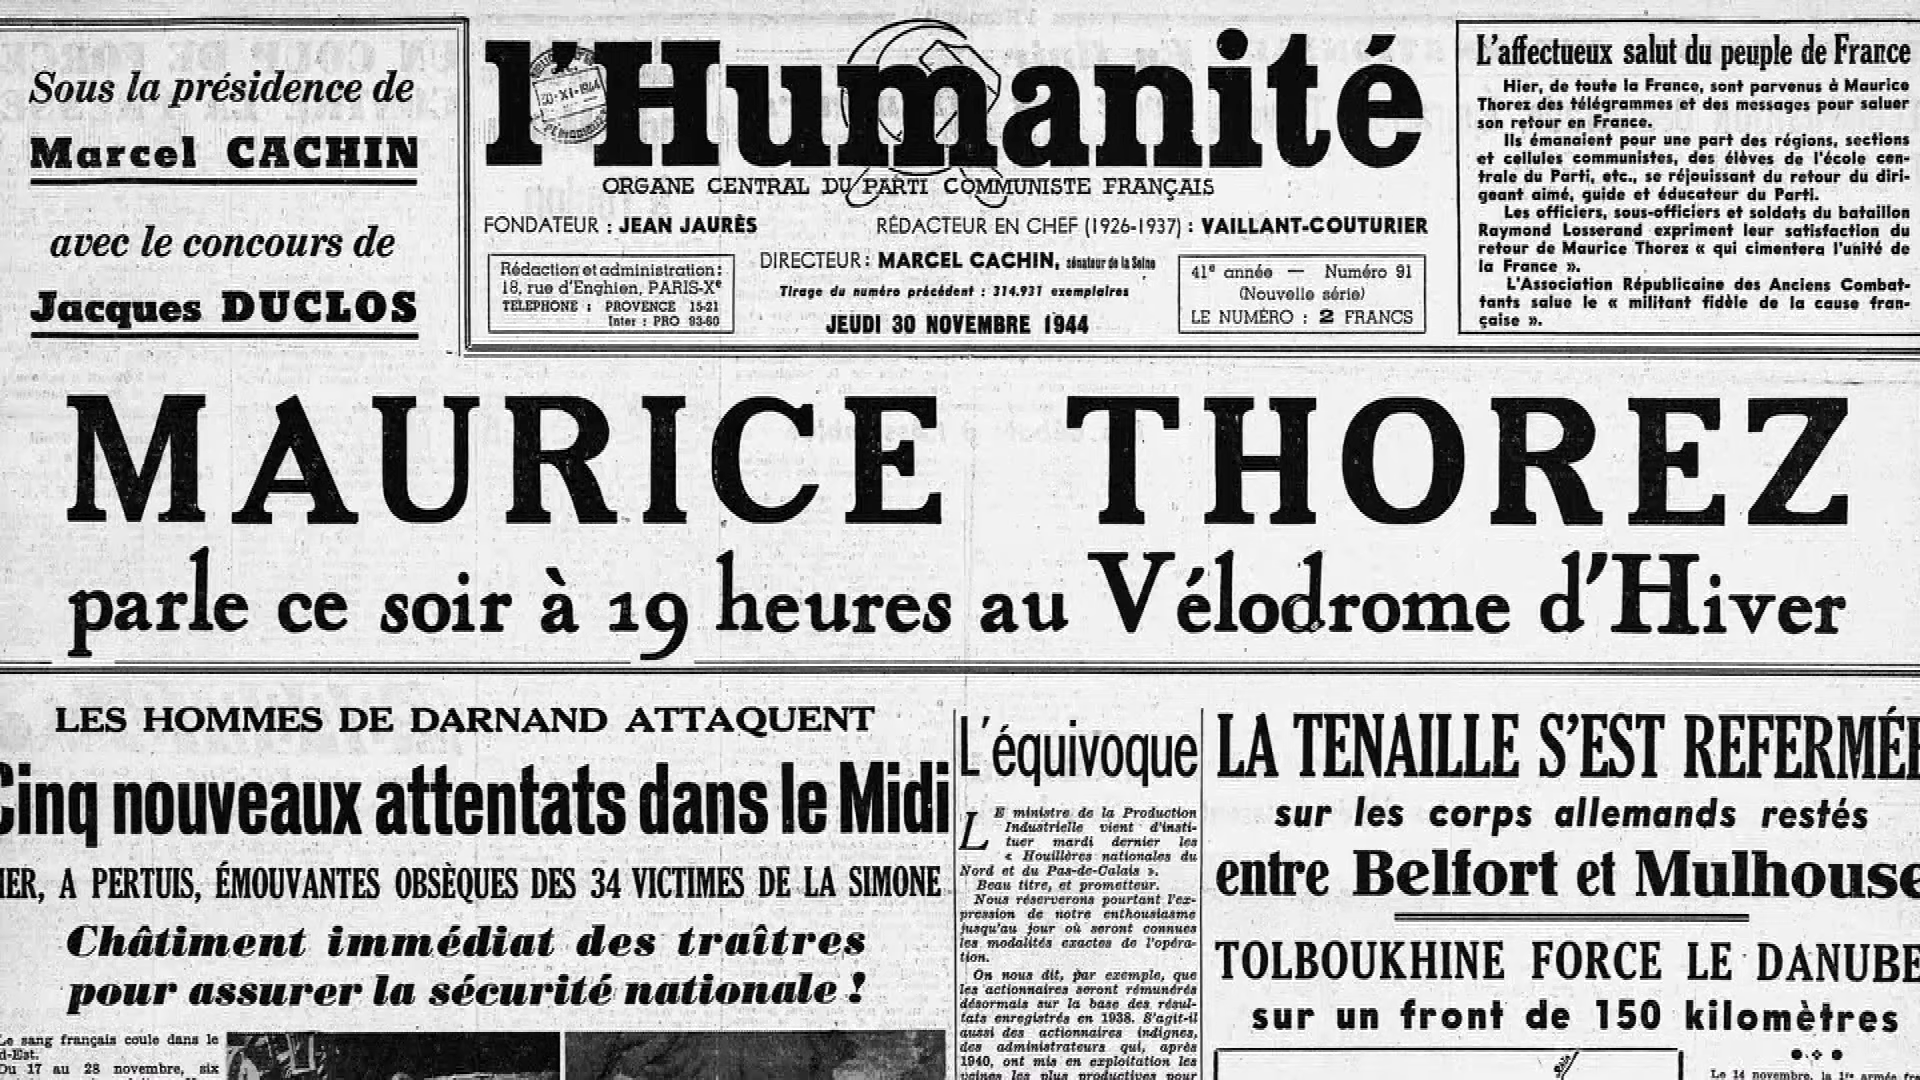 Sous la présidence de
Marcel CACHIN
avec le concours de
Jacques DUCLOS
l'Humanité
30-XI-1944
ORGANE CENTRAL DU PARTI COMMUNISTE FRANÇAIS
FONDATEUR : JEAN JAURÈS
RÉDACTEUR EN CHEF (1926-1937) : VAILLANT-COUTURIER
Rédaction et administration :
18, rue d'Enghien, PARIS-Xe
TELEPHONE : PROVENCE 15-21
Inter : PRO 93-60
DIRECTEUR : MARCEL CACHIN, sénateur de la Seine
Tirage du numéro précédent : 314.931 exemplaires
JEUDI 30 NOVEMBRE 1944
41e année — Numéro 91
(Nouvelle série)
LE NUMÉRO : 2 FRANCS
L'affectueux salut du peuple de France
Hier, de toute la France, sont parvenus à Maurice
Thorez des télégrammes et des messages pour saluer
son retour en France.
Ils émanaient pour une part des régions, sections
et cellules communistes, des élèves de l'école cen-
trale du Parti, etc., se réjouissant du retour du diri-
geant aimé, guide et éducateur du Parti.
Les officiers, sous-officiers et soldats du bataillon
Raymond Losserand expriment leur satisfaction du
retour de Maurice Thorez « qui cimentera l'unité de
la France ».
L'Association Républicaine des Anciens Combat-
tants salue le « militant fidèle de la cause fran-
çaise ».
MAURICE THOREZ
parle ce soir à 19 heures au Vélodrome d'Hiver
LES HOMMES DE DARNAND ATTAQUENT
Cinq nouveaux attentats dans le Midi
IER, A PERTUIS, ÉMOUVANTES OBSÈQUES DES 34 VICTIMES DE LA SIMONE
Châtiment immédiat des traîtres
pour assurer la sécurité nationale !
Le sang français coule dans le
d-Est.
Du 17 au 28 novembre, six
L'équivoque
LE ministre de la Production
Industrielle vient d'insti-
tuer mardi dernier les
« Houillères nationales du
Nord et du Pas-de-Calais ».
Beau titre, et prometteur.
Nous réserverons pourtant l'ex-
pression de notre enthousiasme
jusqu'au jour où seront connues
les modalités exactes de l'opéra-
tion.
On nous dit, par exemple, que
les actionnaires seront rémunérés
désormais sur la base des résul-
tats enregistrés en 1938. S'agit-il
aussi des actionnaires indignes,
des administrateurs qui, après
1940, ont mis en exploitation les
veines les plus productives pour
LA TENAILLE S'EST REFERMÉE
sur les corps allemands restés
entre Belfort et Mulhouse
TOLBOUKHINE FORCE LE DANUBE
sur un front de 150 kilomètres
Le 14 novembre, la 1re armée fra